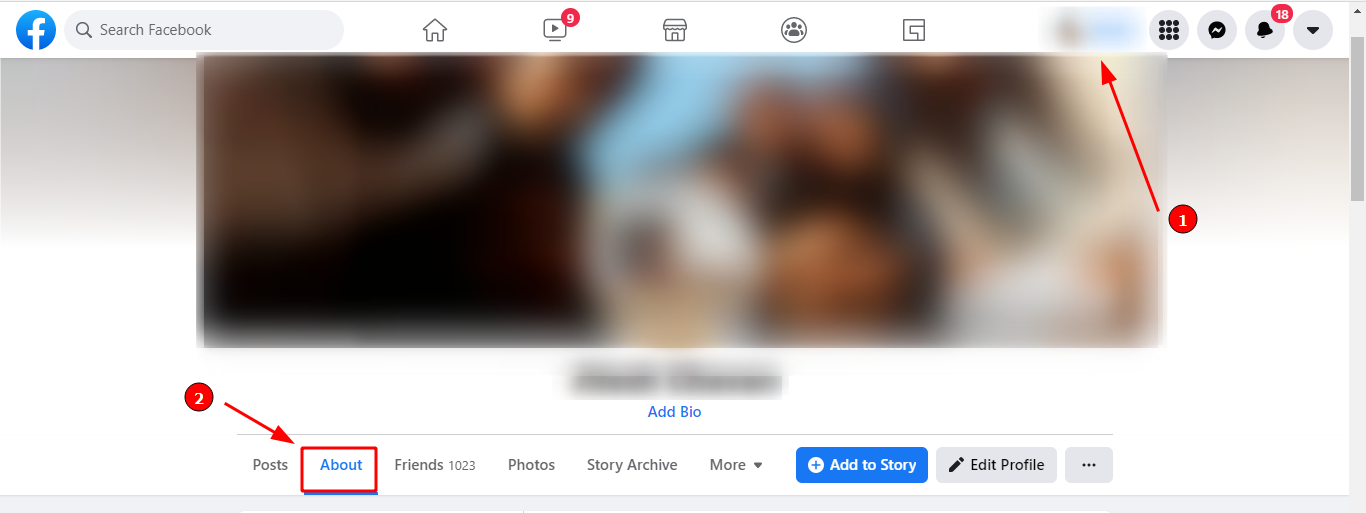 Search Facebook
9
18
1
Add Bio
2
Posts About Friends 1023 Photos Story Archive More Add to Story Edit Profile ...